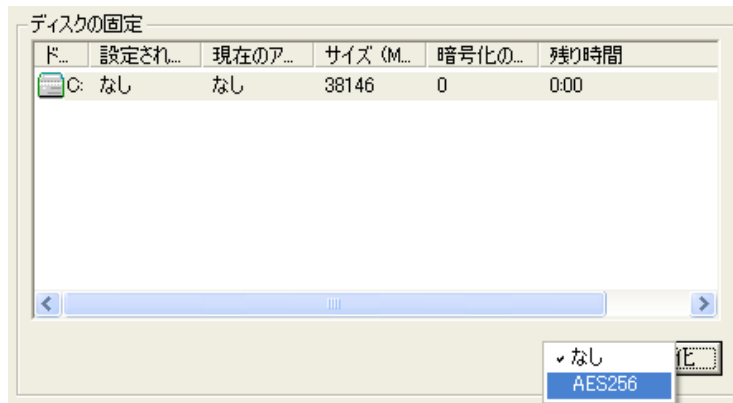 ディスクの固定
ド... 設定され... 現在のア... サイズ (M... 暗号化の... 残り時間
C: なし なし 38146 0 0:00
✓なし 化
AES256